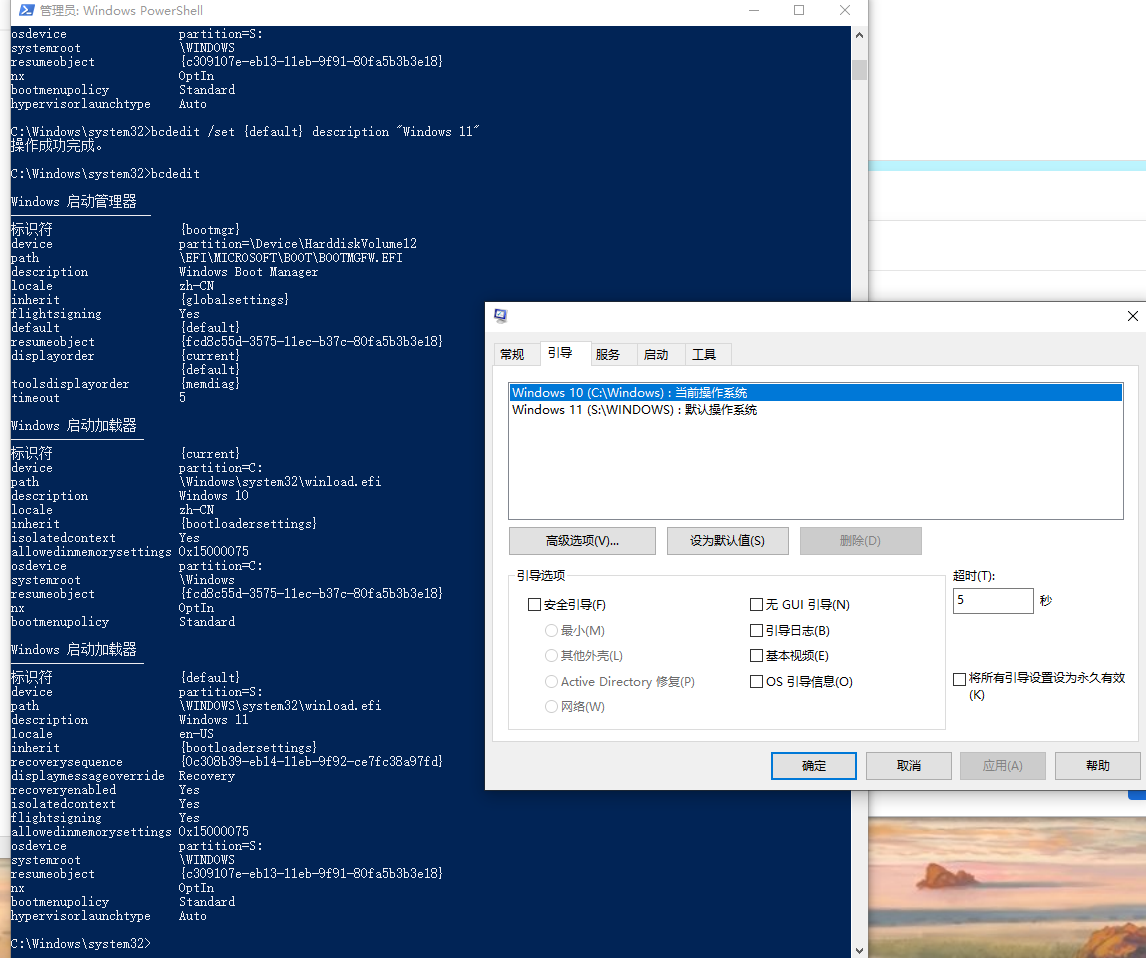 管理员: Windows PowerShell
osdevice partition=S:
systemroot \WINDOWS
resumeobject {c309107e-eb13-11eb-9f91-80fa5b3b3e18}
nx OptIn
bootmenupolicy Standard
hypervisorlaunchtype Auto
C:\Windows\system32>bcdedit /set {default} description "Windows 11"
操作成功完成。
C:\Windows\system32>bcdedit
Windows 启动管理器
标识符 {bootmgr}
device partition=\Device\HarddiskVolume12
path \EFI\MICROSOFT\BOOT\BOOTMGFW.EFI
description Windows Boot Manager
locale zh-CN
inherit {globalsettings}
flightsigning Yes
default {default}
resumeobject {fcd8c55d-3575-11ec-b37c-80fa5b3b3e18}
displayorder {current}
{default}
toolsdisplayorder {memdiag}
timeout 5
Windows 启动加载器
标识符 {current}
device partition=C:
path \Windows\system32\winload.efi
description Windows 10
locale zh-CN
inherit {bootloadersettings}
isolatedcontext Yes
allowedinmemorysettings 0x15000075
osdevice partition=C:
systemroot \Windows
resumeobject {fcd8c55d-3575-11ec-b37c-80fa5b3b3e18}
nx OptIn
bootmenupolicy Standard
Windows 启动加载器
标识符 {default}
device partition=S:
path \WINDOWS\system32\winload.efi
description Windows 11
locale en-US
inherit {bootloadersettings}
recoverysequence {0c308b39-eb14-11eb-9f92-ce7fc38a97fd}
displaymessageoverride Recovery
recoveryenabled Yes
isolatedcontext Yes
flightsigning Yes
allowedinmemorysettings 0x15000075
osdevice partition=S:
systemroot \WINDOWS
resumeobject {c309107e-eb13-11eb-9f91-80fa5b3b3e18}
nx OptIn
bootmenupolicy Standard
hypervisorlaunchtype Auto
C:\Windows\system32>
常规 引导 服务 启动 工具
Windows 10 (C:\Windows) : 当前操作系统
Windows 11 (S:\WINDOWS) : 默认操作系统
高级选项(V)... 设为默认值(S) 删除(D)
引导选项 超时(T):
安全引导(F) 无 GUI 引导(N) 5 秒
最小(M) 引导日志(B)
其他外壳(L) 基本视频(E)
Active Directory 修复(P) OS 引导信息(O) 将所有引导设置设为永久有效
(K)
网络(W)
确定 取消 应用(A) 帮助